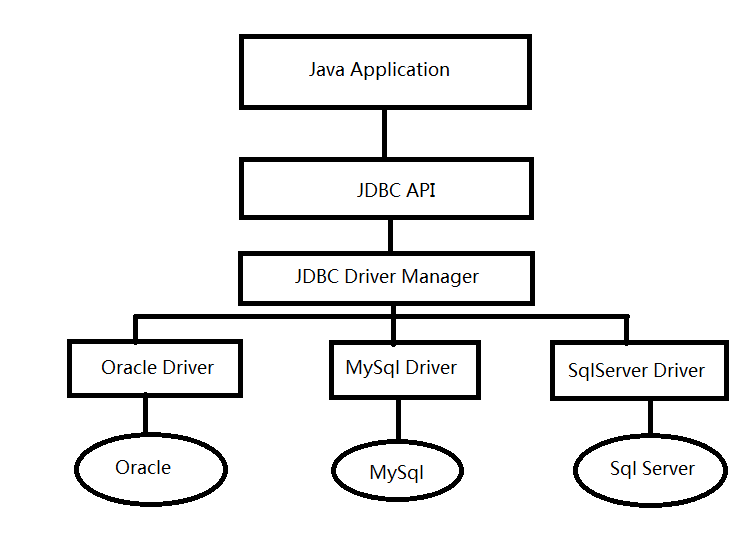 Java Application
JDBC API
JDBC Driver Manager
Oracle Driver
MySql Driver
SqlServer Driver
Oracle
MySql
Sql Server